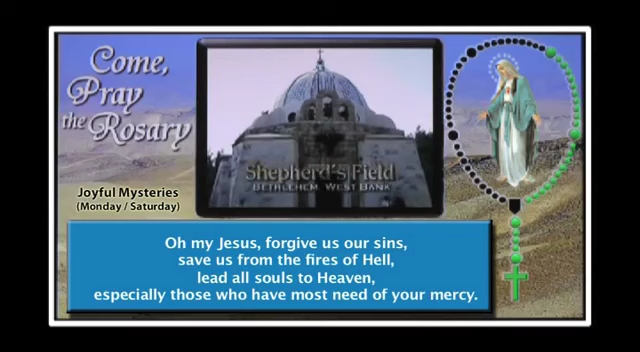 Come,
Pray
the Rosary
Joyful Mysteries
(Monday / Saturday)
Shepherd's Field
BETHLEHEM WEST BANK
Oh my Jesus, forgive us our sins,
save us from the fires of Hell,
lead all souls to Heaven,
especially those who have most need of your mercy.